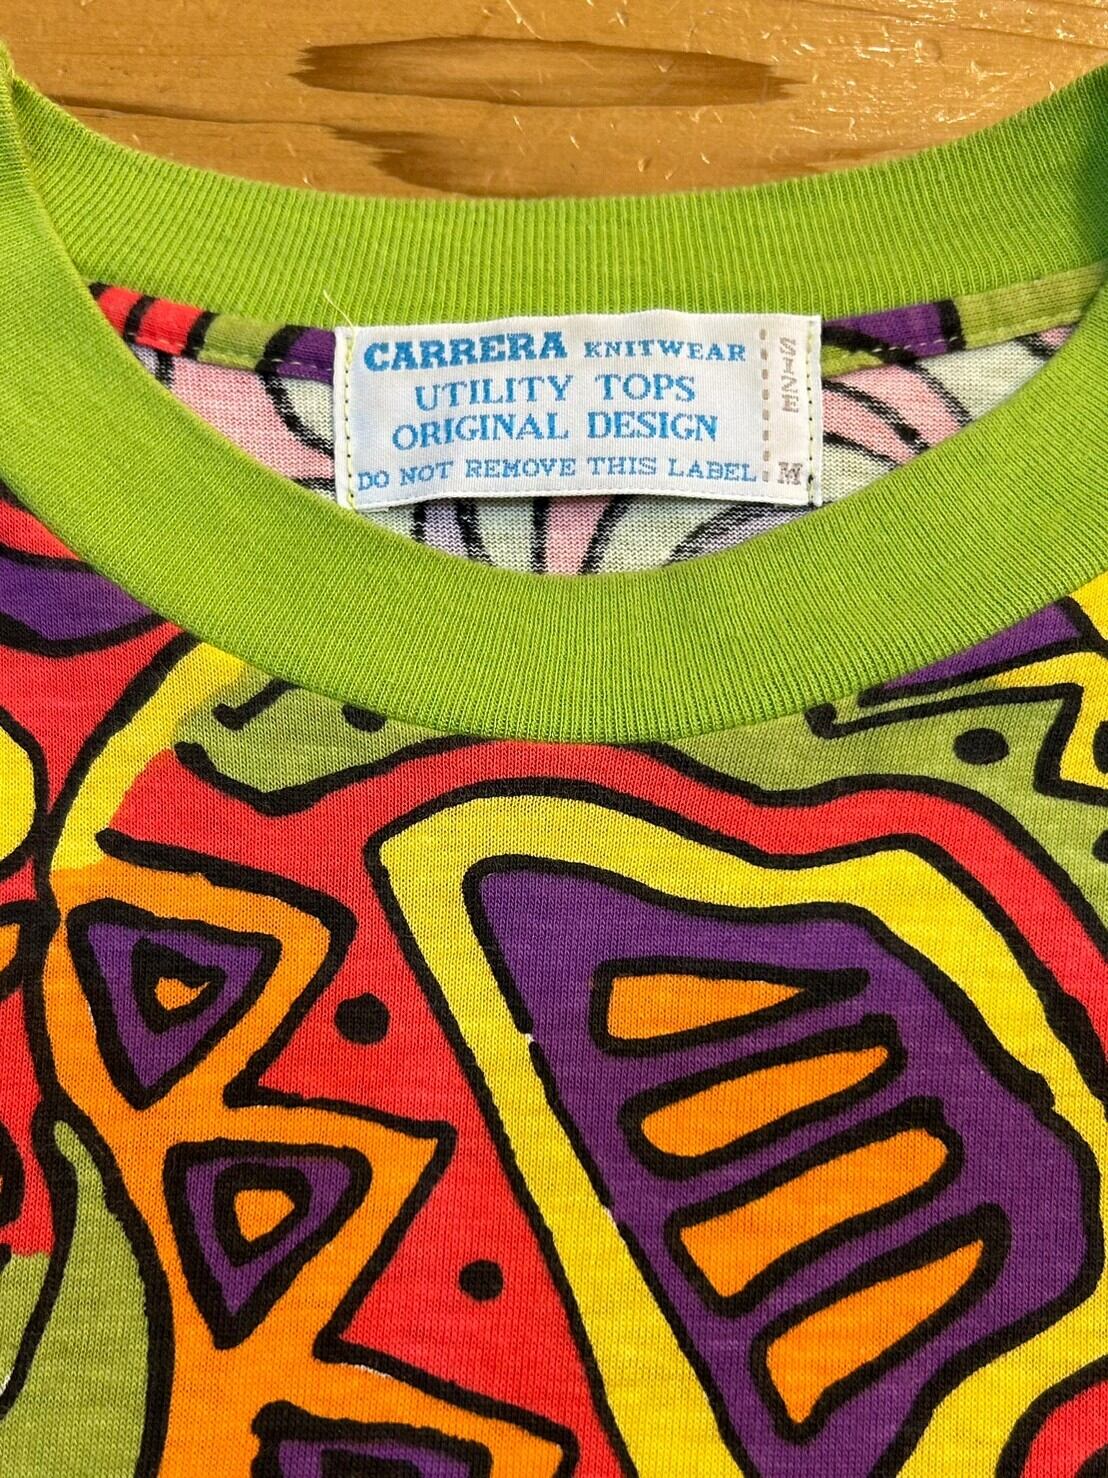 CARRERA KNITWEAR
UTILITY TOPS
ORIGINAL DESIGN
DO NOT REMOVE THIS LABEL
SIZE
M